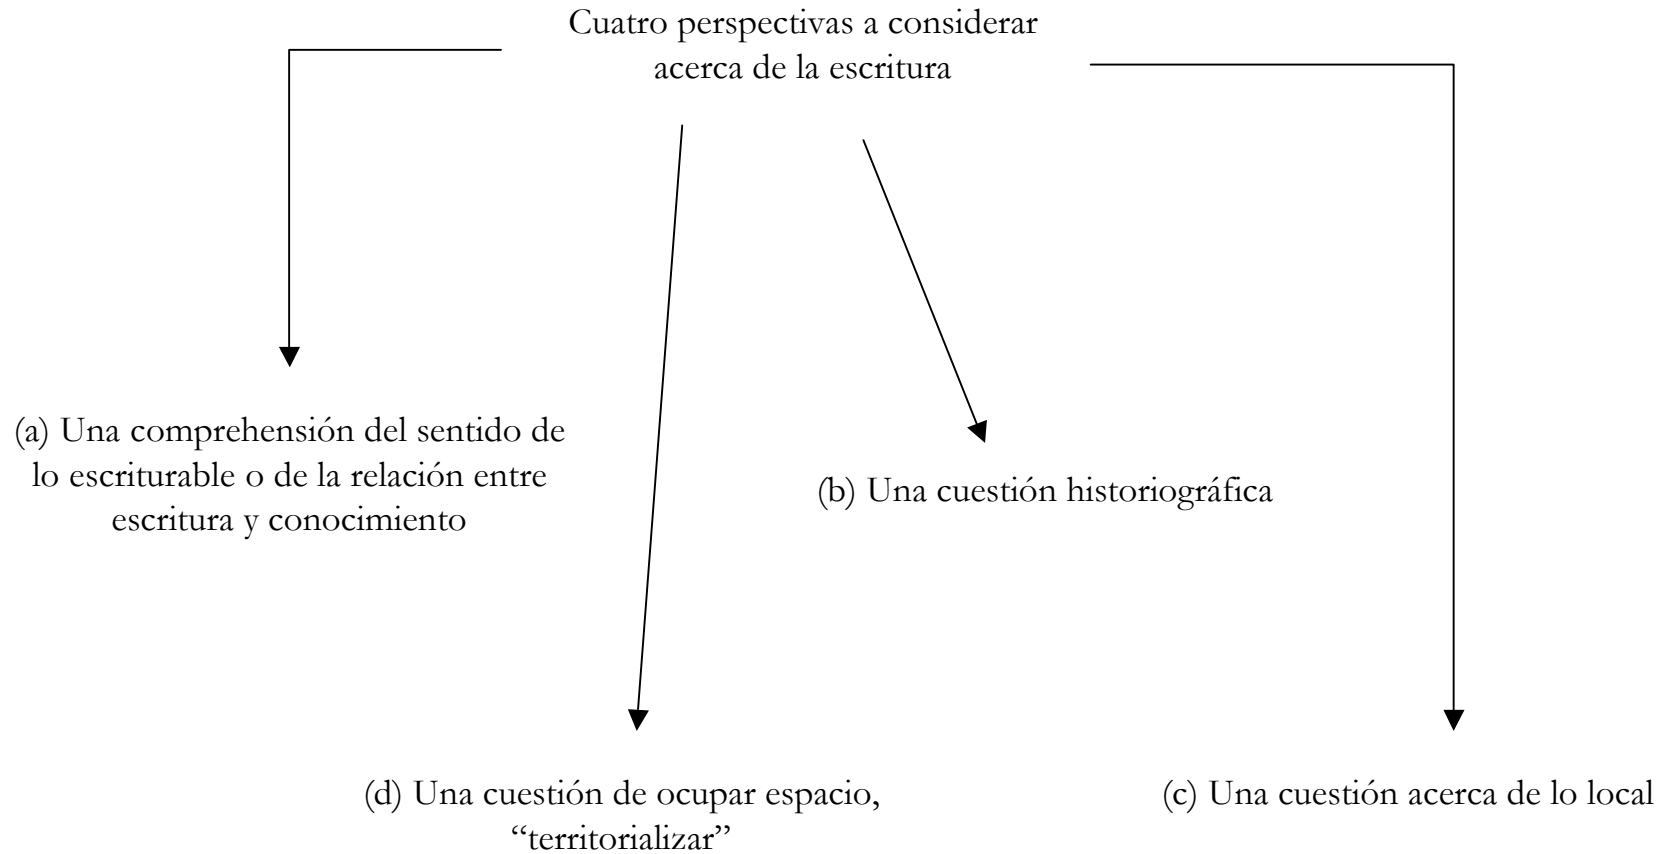 Cuatro perspectivas a considerar
acerca de la escritura
(a) Una comprehensión del sentido de
lo escriturable o de la relación entre
escritura y conocimiento
(b) Una cuestión historiográfica
(d) Una cuestión de ocupar espacio,
“territorializar”
(c) Una cuestión acerca de lo local